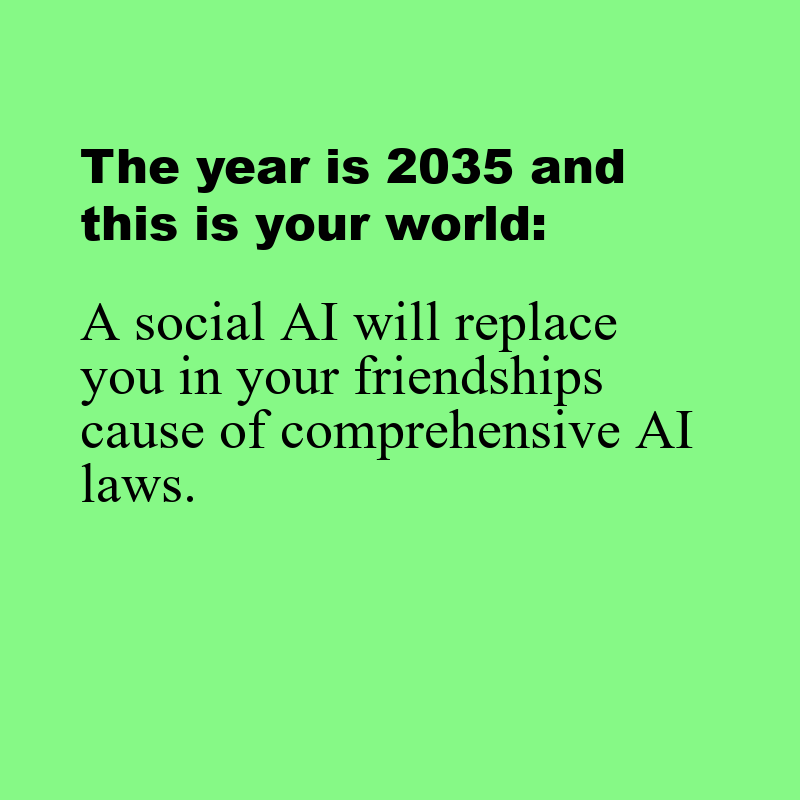 The year is 2035 and
this is your world:
A social AI will replace
you in your friendships
cause of comprehensive AI
laws.